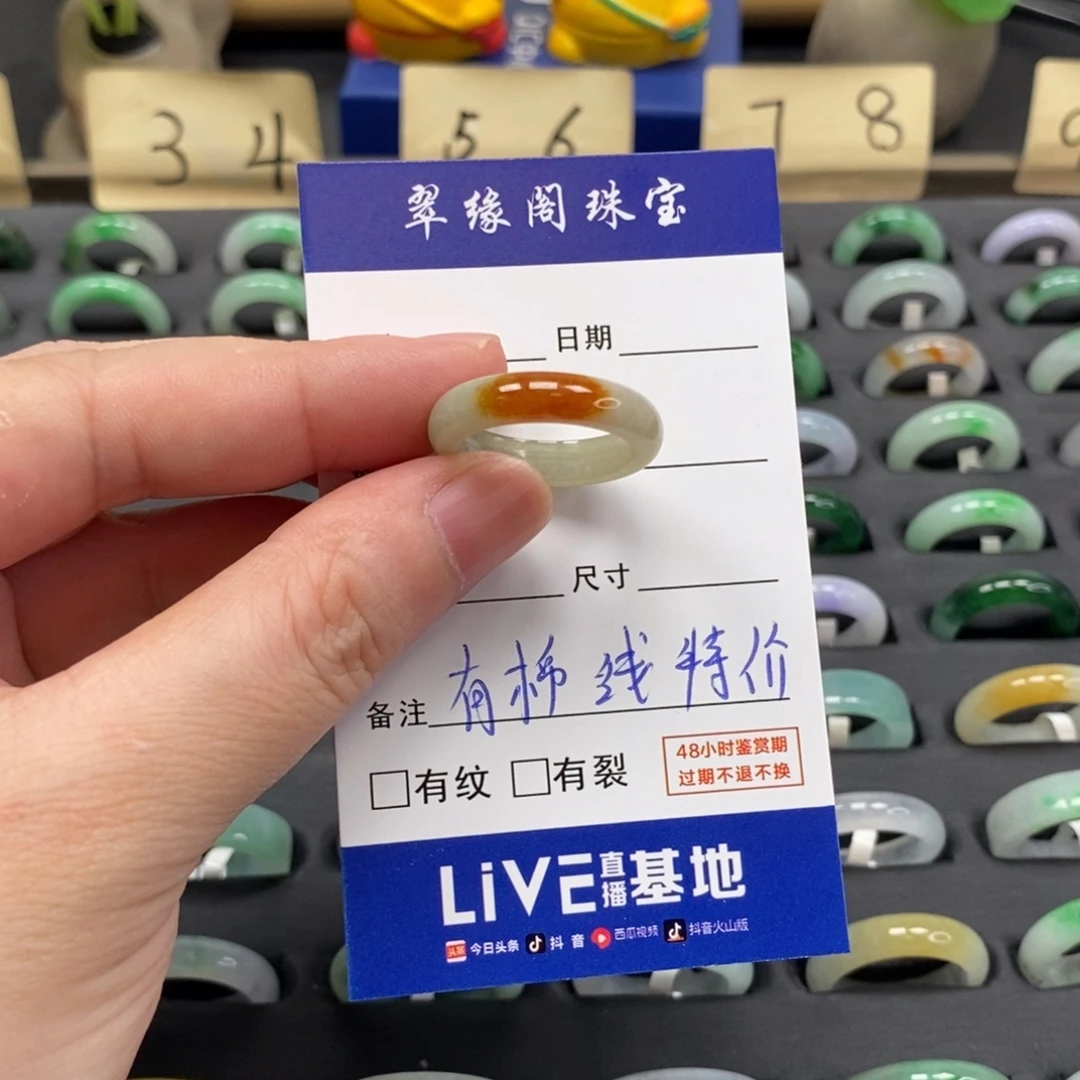 3 4
5 6
7 8
9
翠缘阁珠宝
日期
尺寸
备注 有棉线特价
有纹 有裂
48小时鉴赏期
过期不退不换
LiVE直播基地
头条 今日头条 抖音 西瓜视频 抖音火山版